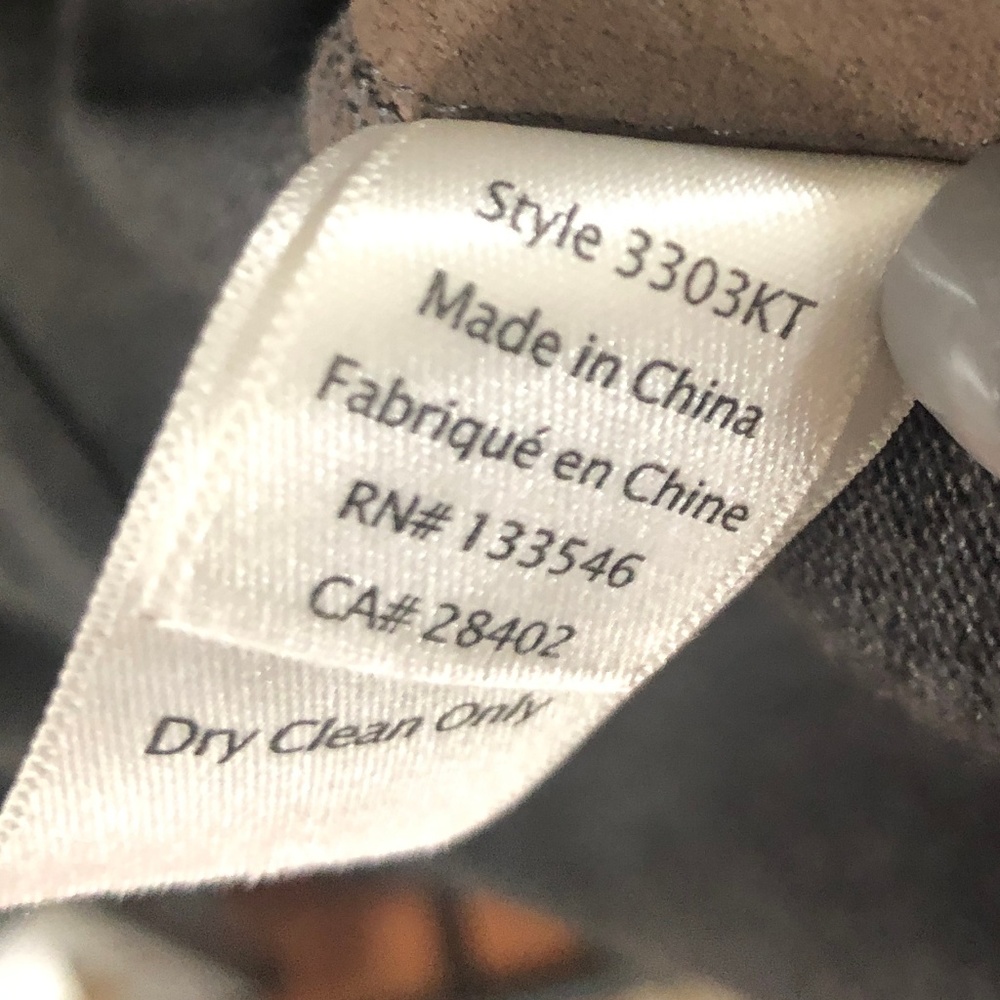 Style 3303KT
Made in China
Fabriqué en Chine
RN# 133546
CA# 28402
Dry Clean Only